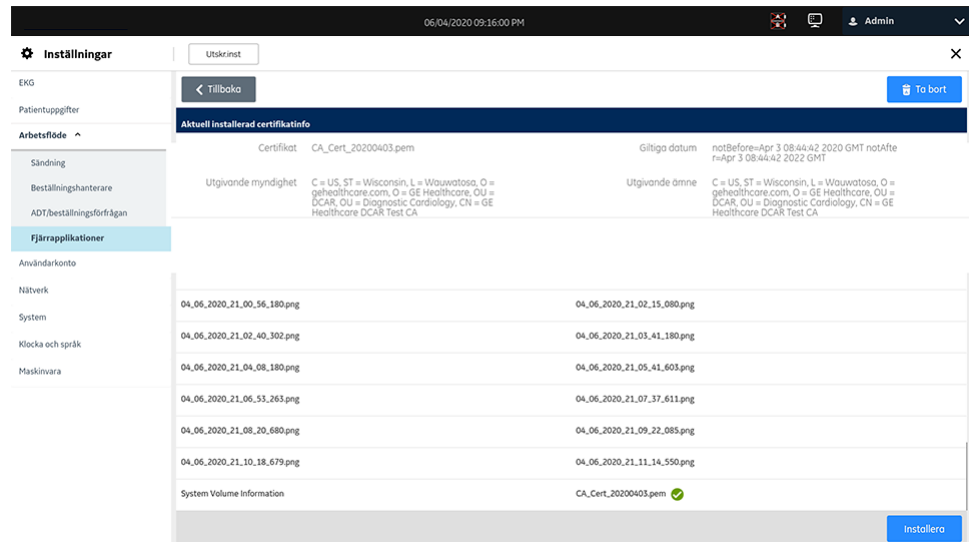 06/04/2020 09:16:00 PM
Admin
Inställningar
Utskr.inst
EKG
Patientuppgifter
Arbetsflöde
Sändning
Beställningshanterare
ADT/beställningsförfrågan
Fjärrapplikationer
Användarkonto
Nätverk
System
Klocka och språk
Maskinvara
Tillbaka
Ta bort
Aktuell installerad certifikatinfo
Certifikat
CA_Cert_20200403.pem
Giltiga datum
notBefore=Apr 3 08:44:42 2020 GMT notAfte
r=Apr 3 08:44:42 2022 GMT
Utgivande myndighet
C = US, ST = Wisconsin, L = Wauwatosa, O =
gehealthcare.com, O = GE Healthcare, OU =
DCAR, OU = Diagnostic Cardiology, CN = GE
Healthcare DCAR Test CA
Utgivande ämne
C = US, ST = Wisconsin, L = Wauwatosa, O =
gehealthcare.com, O = GE Healthcare, OU =
DCAR, OU = Diagnostic Cardiology, CN = GE
Healthcare DCAR Test CA
04_06_2020_21_00_56_180.png
04_06_2020_21_02_15_080.png
04_06_2020_21_02_40_302.png
04_06_2020_21_03_41_180.png
04_06_2020_21_04_08_180.png
04_06_2020_21_05_41_603.png
04_06_2020_21_06_53_263.png
04_06_2020_21_07_37_611.png
04_06_2020_21_08_20_680.png
04_06_2020_21_09_22_085.png
04_06_2020_21_10_18_679.png
04_06_2020_21_11_14_550.png
System Volume Information
CA_Cert_20200403.pem
Installera